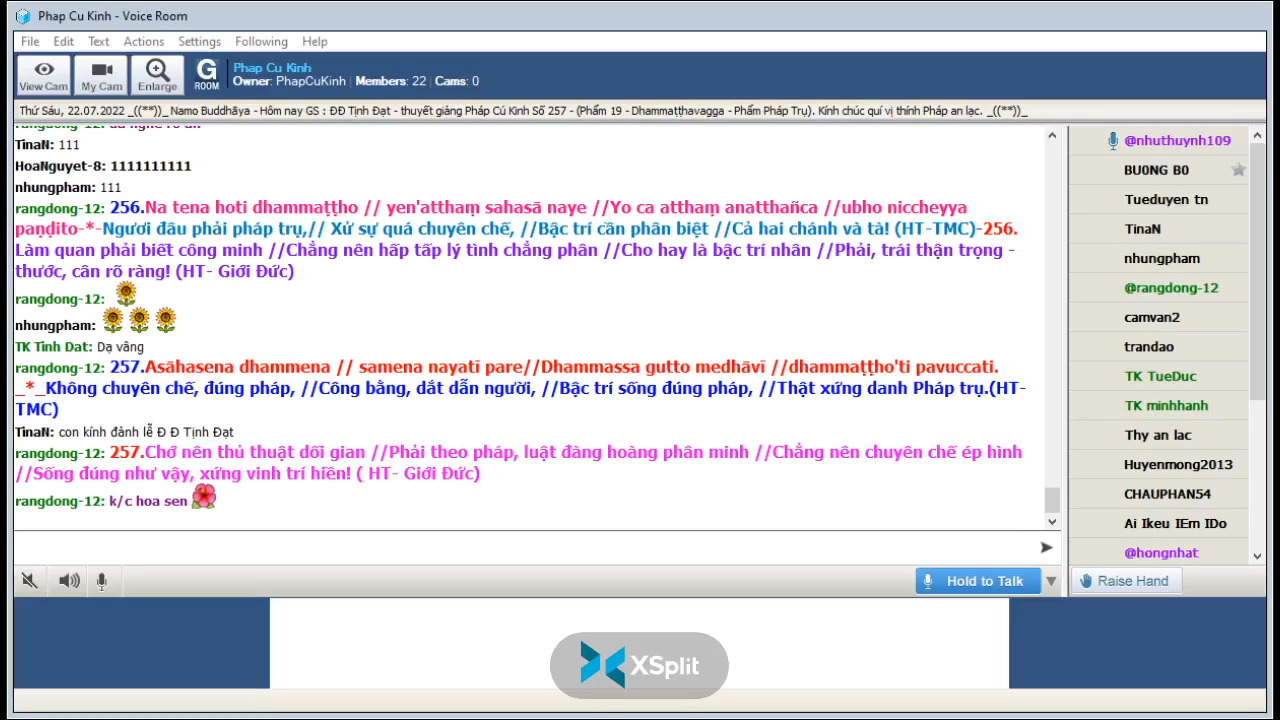 Phap Cu Kinh - Voice Room
File Edit Text Actions Settings Following Help
View Cam My Cam Enlarge G ROOM
Phap Cu Kinh
Owner: PhapCuKinh | Members: 22 | Cams: 0
Thứ Sáu, 22.07.2022 _((**))_ Namo Buddhāya - Hôm nay GS : ĐĐ Tịnh Đạt - thuyết giảng Pháp Cú Kinh Số 257 - (Phẩm 19 - Dhammaṭṭhavagga - Phẩm Pháp Trụ). Kính chúc quí vị thính Pháp an lạc. _((**))_
TinaN: 111
HoaNguyet-8: 1111111111
nhungpham: 111
rangdong-12: 256.Na tena hoti dhammaṭṭho // yen'atthaṃ sahasā naye //Yo ca atthaṃ anatthañca //ubho niccheyya
paṇḍito-*-Ngươi đâu phải pháp trụ,// Xử sự quá chuyên chế, //Bậc trí cần phân biệt //Cả hai chánh và tà! (HT-TMC)-256.
Làm quan phải biết công minh //Chẳng nên hấp tấp lý tình chẳng phân //Cho hay là bậc trí nhân //Phải, trái thận trọng -
thước, cân rõ ràng! (HT- Giới Đức)
rangdong-12:
nhungpham:
TK Tinh Dat: Dạ vâng
rangdong-12: 257.Asāhasena dhammena // samena nayatī pare//Dhammassa gutto medhāvī //dhammaṭṭho'ti pavuccati.
_*_Không chuyên chế, đúng pháp, //Công bằng, dắt dẫn người, //Bậc trí sống đúng pháp, //Thật xứng danh Pháp trụ.(HT-
TMC)
TinaN: con kính đảnh lễ Đ Đ Tịnh Đạt
rangdong-12: 257.Chớ nên thủ thuật dối gian //Phải theo pháp, luật đàng hoàng phân minh //Chẳng nên chuyên chế ép hình
//Sống đúng như vậy, xứng vinh trí hiền! ( HT- Giới Đức)
rangdong-12: k/c hoa sen
Hold to Talk
@nhuthuynh109
BU0NG B0
Tueduyen tn
TinaN
nhungpham
@rangdong-12
camvan2
trandao
TK TueDuc
TK minhhanh
Thy an lac
Huyenmong2013
CHAUPHAN54
Ai Ikeu IEm IDo
@hongnhat
Raise Hand
XSplit